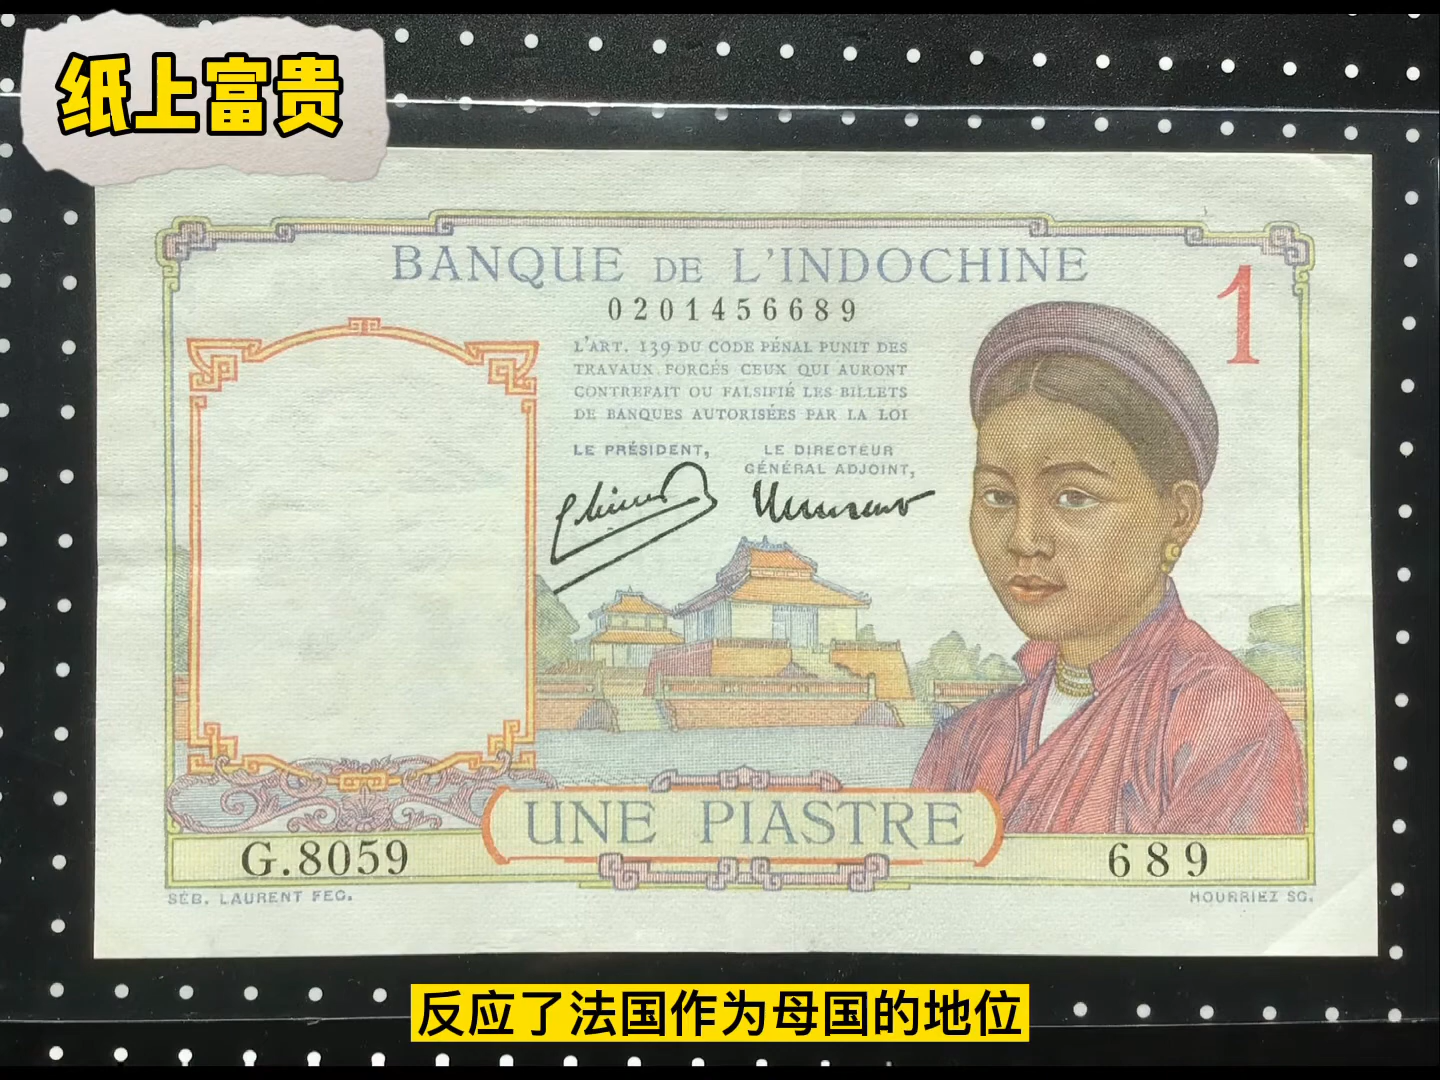 纸上富贵
BANQUE DE L'INDOCHINE
0201456689
1
L'ART. 139 DU CODE PÉNAL PUNIT DES
TRAVAUX FORCÉS CEUX QUI AURONT
CONTREFAIT OU FALSIFIÉ LES BILLETS
DE BANQUES AUTORISÉES PAR LA LOI
LE PRÉSIDENT,
LE DIRECTEUR
GÉNÉRAL ADJOINT,
UNE PIASTRE
G.8059
689
SÉB. LAURENT FEC.
HOURRIEZ SC.
反应了法国作为母国的地位